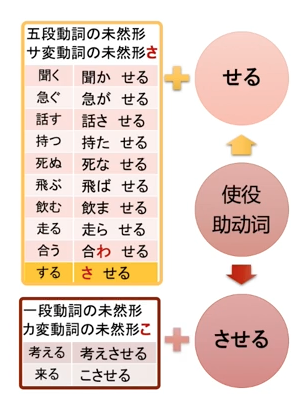 五段動詞の未然形
サ変動詞の未然形さ
聞く 聞か せる
急ぐ 急が せる
話す 話さ せる
持つ 持た せる
死ぬ 死な せる
飛ぶ 飛ば せる
飲む 飲ま せる
走る 走ら せる
合う 合わ せる
する さ せる
せる
使役
助动词
一段動詞の未然形
カ変動詞の未然形こ
考える 考えさせる
来る こさせる
させる